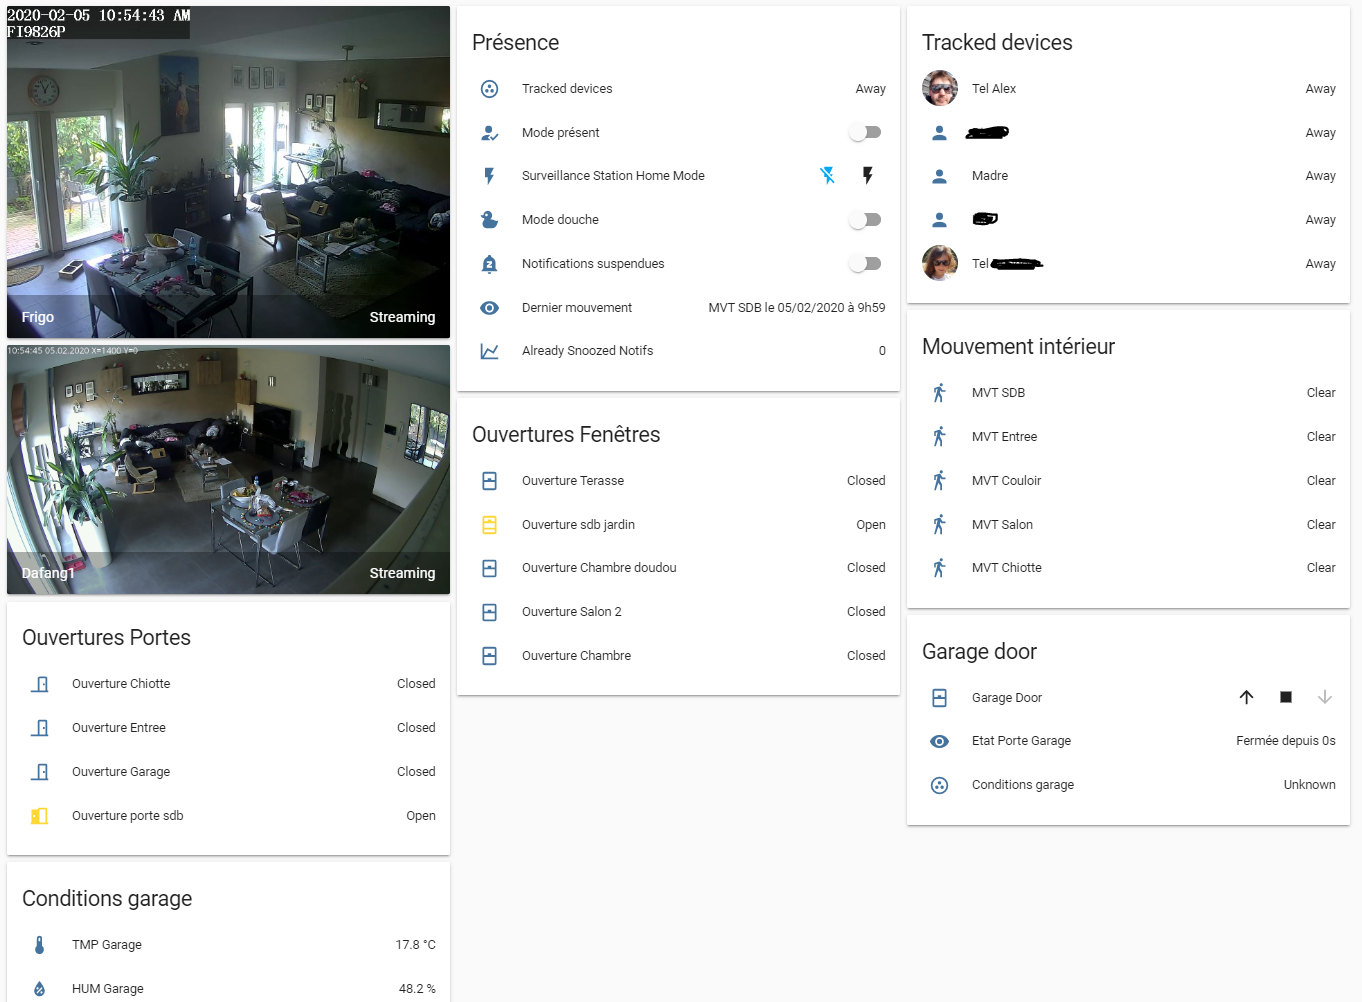 2020-02-05 10:54:43 AM
FI9826P
Frigo Streaming
10:54:45 05.02.2020 X=1400 Y=0
Dafang1 Streaming
Ouvertures Portes
Ouverture Chiotte Closed
Ouverture Entree Closed
Ouverture Garage Closed
Ouverture porte sdb Open
Conditions garage
TMP Garage 17.8 °C
HUM Garage 48.2 %
Présence
Tracked devices Away
Mode présent
Surveillance Station Home Mode
Mode douche
Notifications suspendues
Dernier mouvement MVT SDB le 05/02/2020 à 9h59
Already Snoozed Notifs 0
Ouvertures Fenêtres
Ouverture Terasse Closed
Ouverture sdb jardin Open
Ouverture Chambre doudou Closed
Ouverture Salon 2 Closed
Ouverture Chambre Closed
Tracked devices
Tel Alex Away
Away
Madre Away
Away
Tel Away
Mouvement intérieur
MVT SDB Clear
MVT Entree Clear
MVT Couloir Clear
MVT Salon Clear
MVT Chiotte Clear
Garage door
Garage Door
Etat Porte Garage Fermée depuis 0s
Conditions garage Unknown